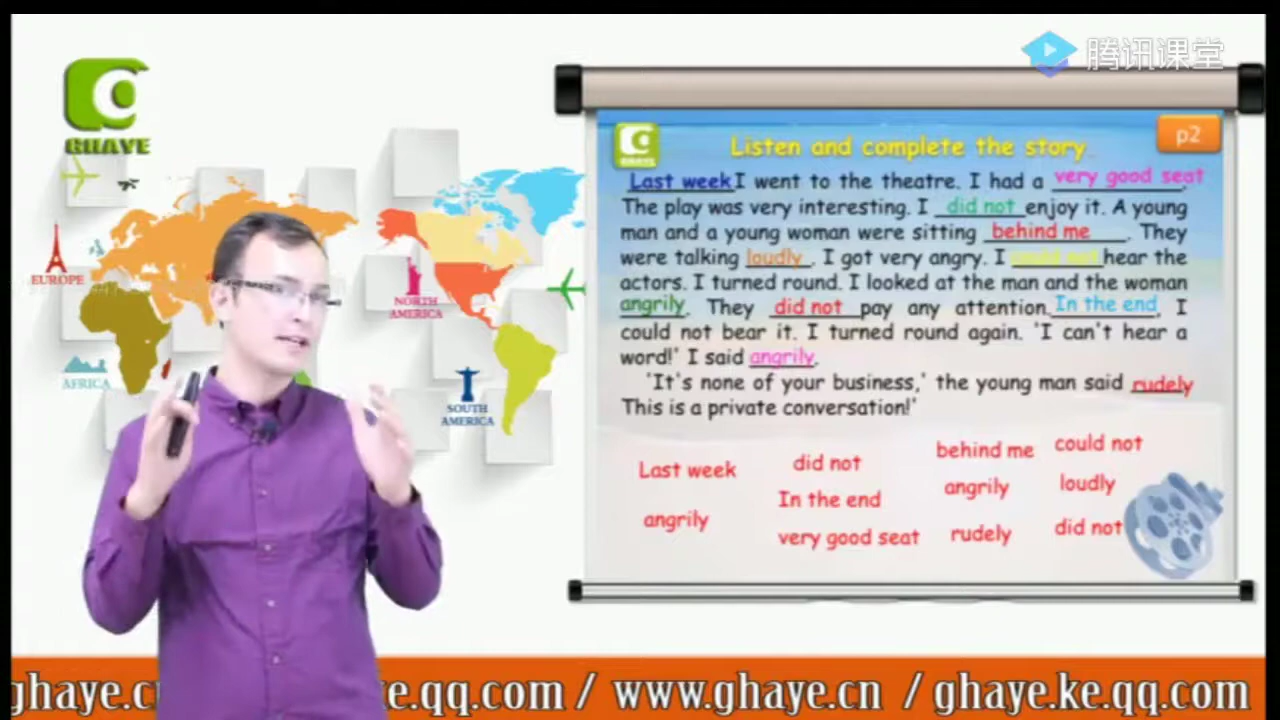 腾讯课堂
GHAYE
GHAYE
Listen and complete the story
p2
Last week I went to the theatre. I had a very good seat.
The play was very interesting. I did not enjoy it. A young
man and a young woman were sitting behind me. They
were talking loudly. I got very angry. I could not hear the
actors. I turned round. I looked at the man and the woman
angrily. They did not pay any attention. In the end, I
could not bear it. I turned round again. 'I can't hear a
word!' I said angrily.
'It's none of your business,' the young man said rudely
This is a private conversation!'
Last week
did not
behind me
could not
In the end
angrily
loudly
angrily
very good seat
rudely
did not
EUROPE
AFRICA
NORTH
AMERICA
SOUTH
AMERICA
ghaye.c
ke.qq.com / www.ghaye.cn / ghaye.ke.qq.com